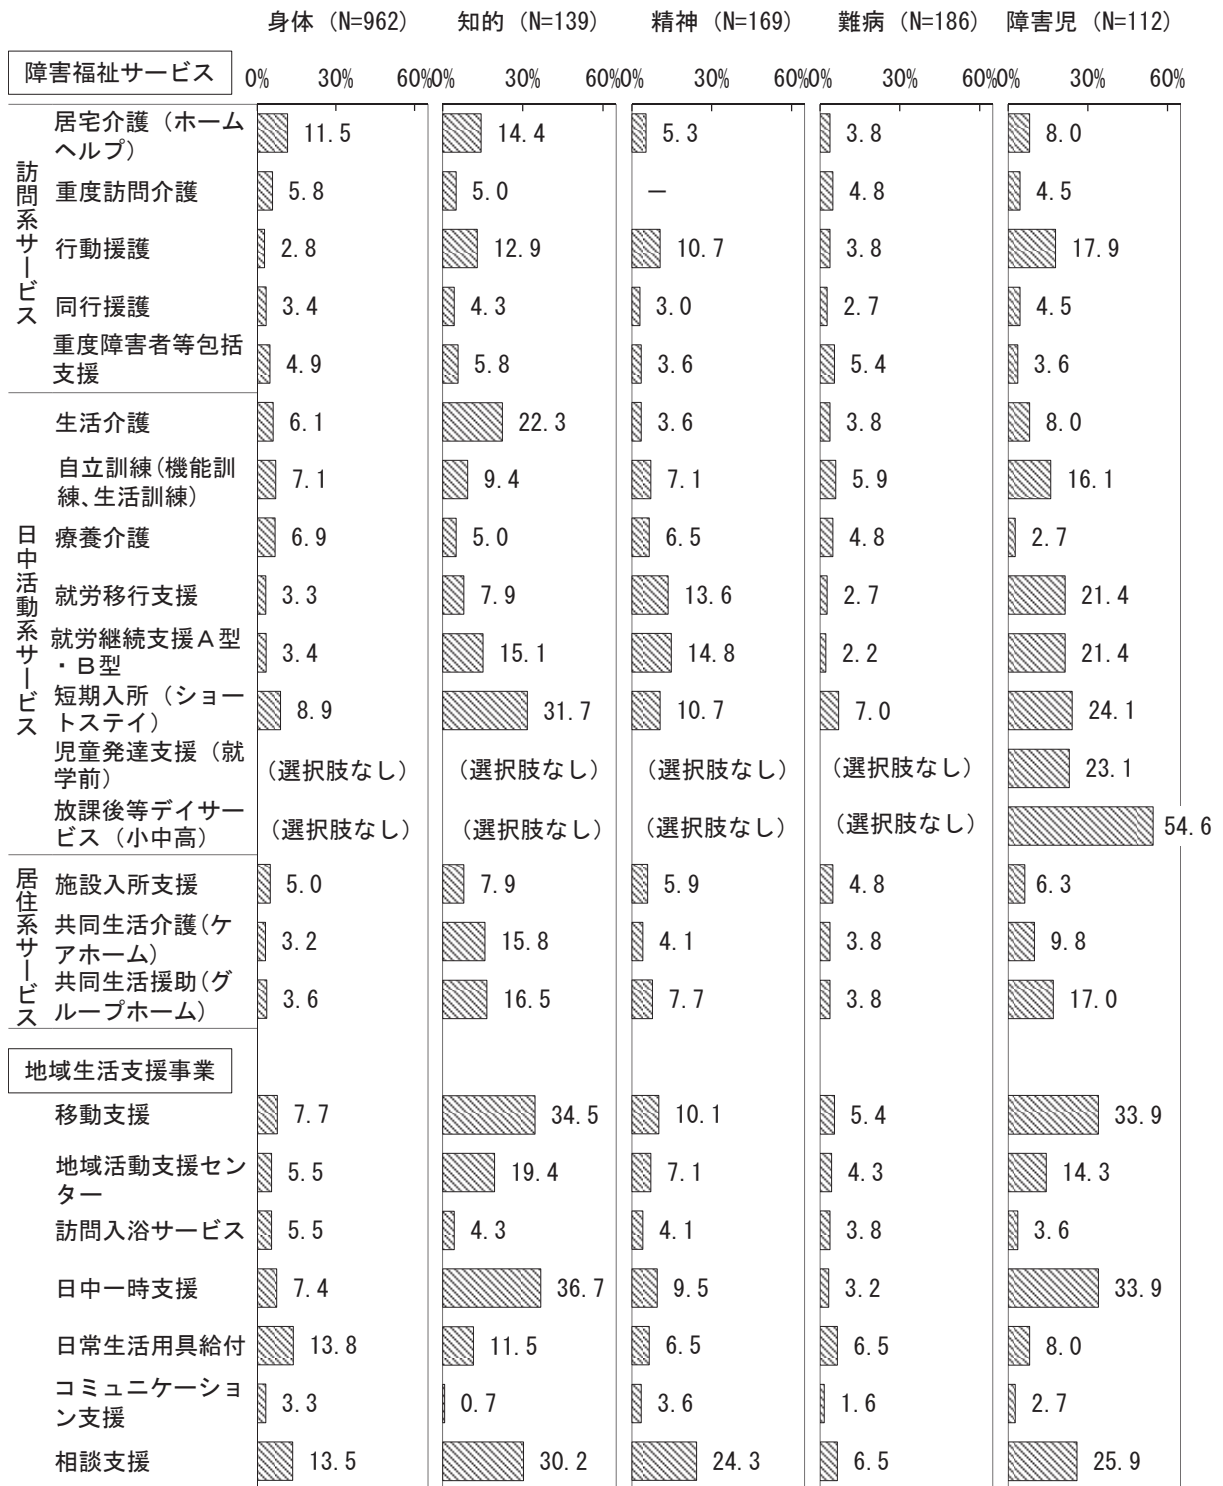 身体 (N=962) 知的 (N=139) 精神 (N=169) 難病 (N=186) 障害児 (N=112)
障害福祉サービス 0% 30% 60% 0% 30% 60% 0% 30% 60% 0% 30% 60% 0% 30% 60%
訪問系サービス
居宅介護（ホーム
ヘルプ） 11.5 14.4 5.3 3.8 8.0
重度訪問介護 5.8 5.0 － 4.8 4.5
行動援護 2.8 12.9 10.7 3.8 17.9
同行援護 3.4 4.3 3.0 2.7 4.5
重度障害者等包括
支援 4.9 5.8 3.6 5.4 3.6
日中活動系サービス
生活介護 6.1 22.3 3.6 3.8 8.0
自立訓練(機能訓
練､生活訓練) 7.1 9.4 7.1 5.9 16.1
療養介護 6.9 5.0 6.5 4.8 2.7
就労移行支援 3.3 7.9 13.6 2.7 21.4
就労継続支援Ａ型
・Ｂ型 3.4 15.1 14.8 2.2 21.4
短期入所（ショー
トステイ） 8.9 31.7 10.7 7.0 24.1
児童発達支援（就
学前） （選択肢なし） （選択肢なし） （選択肢なし） （選択肢なし） 23.1
放課後等デイサー
ビス（小中高） （選択肢なし） （選択肢なし） （選択肢なし） （選択肢なし） 54.6
居住系サービス
施設入所支援 5.0 7.9 5.9 4.8 6.3
共同生活介護(ケ
アホーム) 3.2 15.8 4.1 3.8 9.8
共同生活援助(グ
ループホーム) 3.6 16.5 7.7 3.8 17.0
地域生活支援事業
移動支援 7.7 34.5 10.1 5.4 33.9
地域活動支援セン
ター 5.5 19.4 7.1 4.3 14.3
訪問入浴サービス 5.5 4.3 4.1 3.8 3.6
日中一時支援 7.4 36.7 9.5 3.2 33.9
日常生活用具給付 13.8 11.5 6.5 6.5 8.0
コミュニケーショ
ン支援 3.3 0.7 3.6 1.6 2.7
相談支援 13.5 30.2 24.3 6.5 25.9